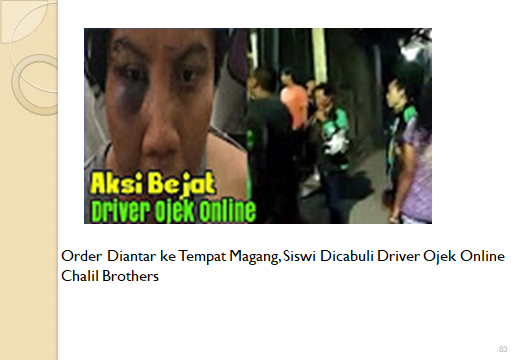 Aksi Bejat
Driver Ojek Online
Order Diantar ke Tempat Magang, Siswi Dicabuli Driver Ojek Online
Chalil Brothers
83